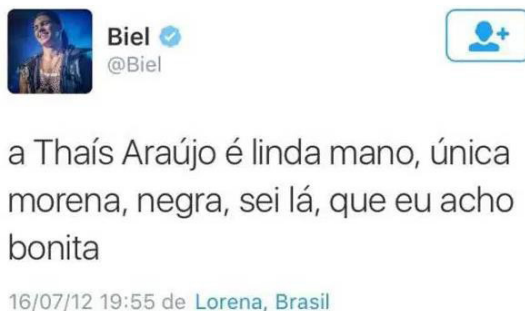 Biel
@Biel
a Thaís Araújo é linda mano, única
morena, negra, sei lá, que eu acho
bonita
16/07/12 19:55 de Lorena, Brasil